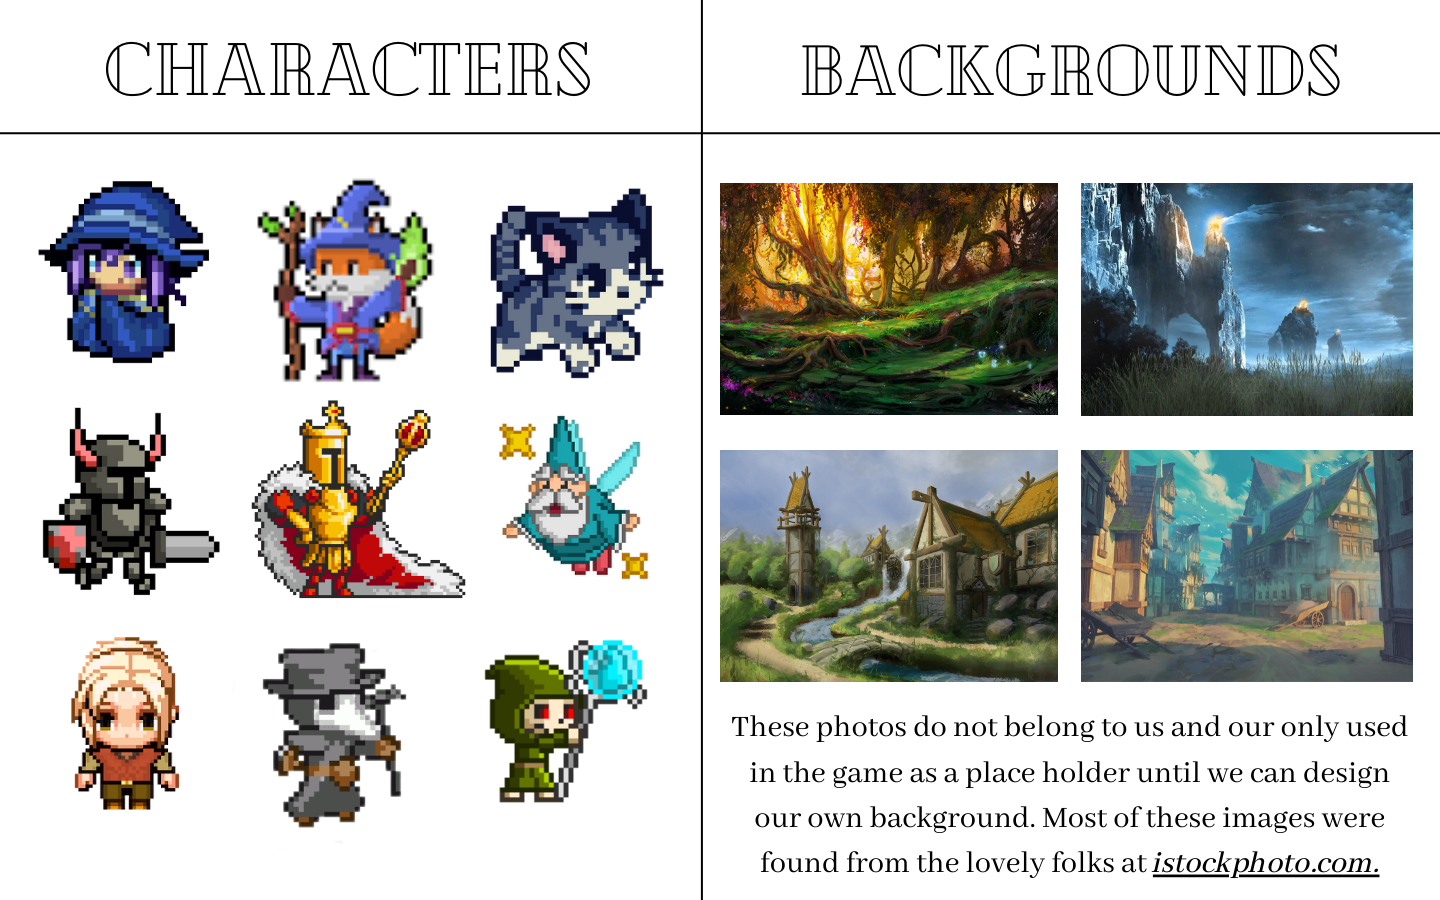 CHARACTERS
BACKGROUNDS
These photos do not belong to us and our only used
in the game as a place holder until we can design
our own background. Most of these images were
found from the lovely folks at istockphoto.com.